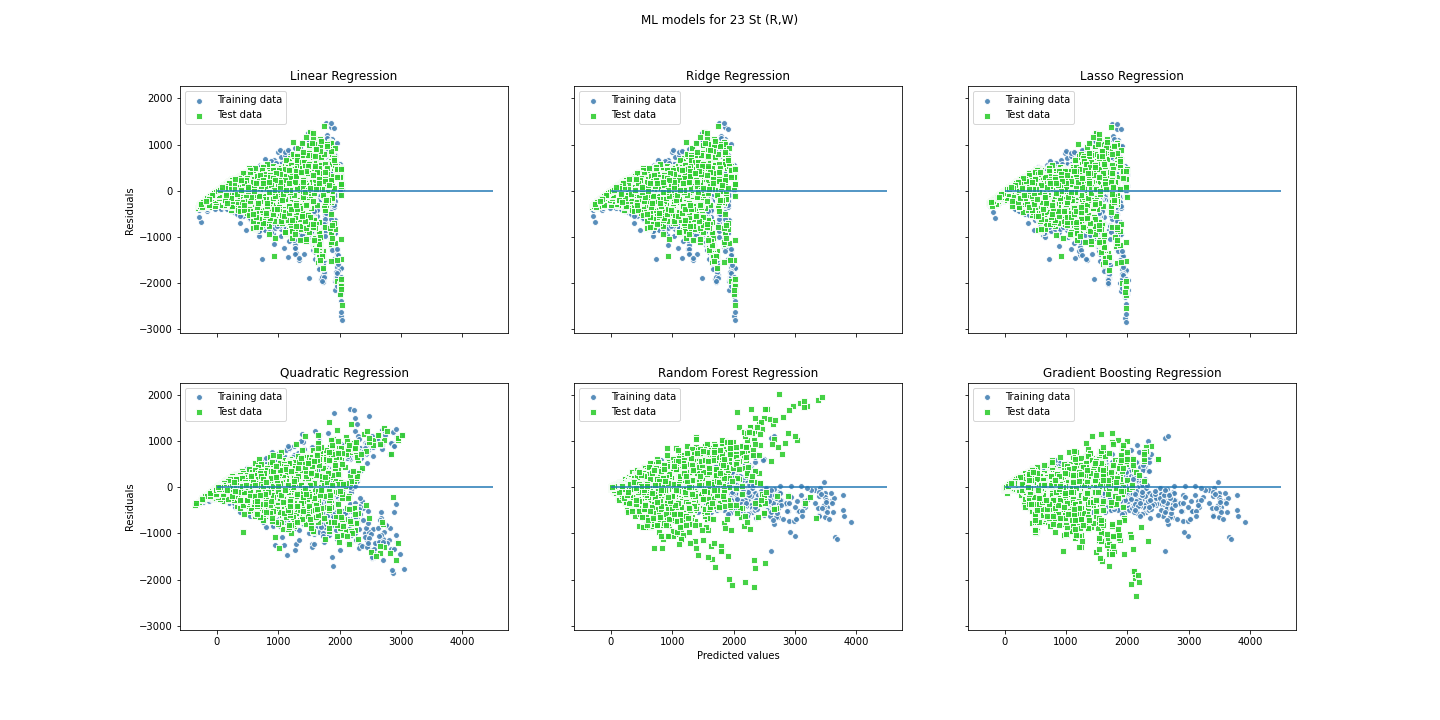 ML models for 23 St (R,W)
Linear Regression
Training data
Test data
2000
1000
0
−1000
−2000
−3000
Residuals
Ridge Regression
Training data
Test data
Lasso Regression
Training data
Test data
Quadratic Regression
Training data
Test data
2000
1000
0
−1000
−2000
−3000
Residuals
0 1000 2000 3000 4000
Random Forest Regression
Training data
Test data
0 1000 2000 3000 4000
Predicted values
Gradient Boosting Regression
Training data
Test data
0 1000 2000 3000 4000